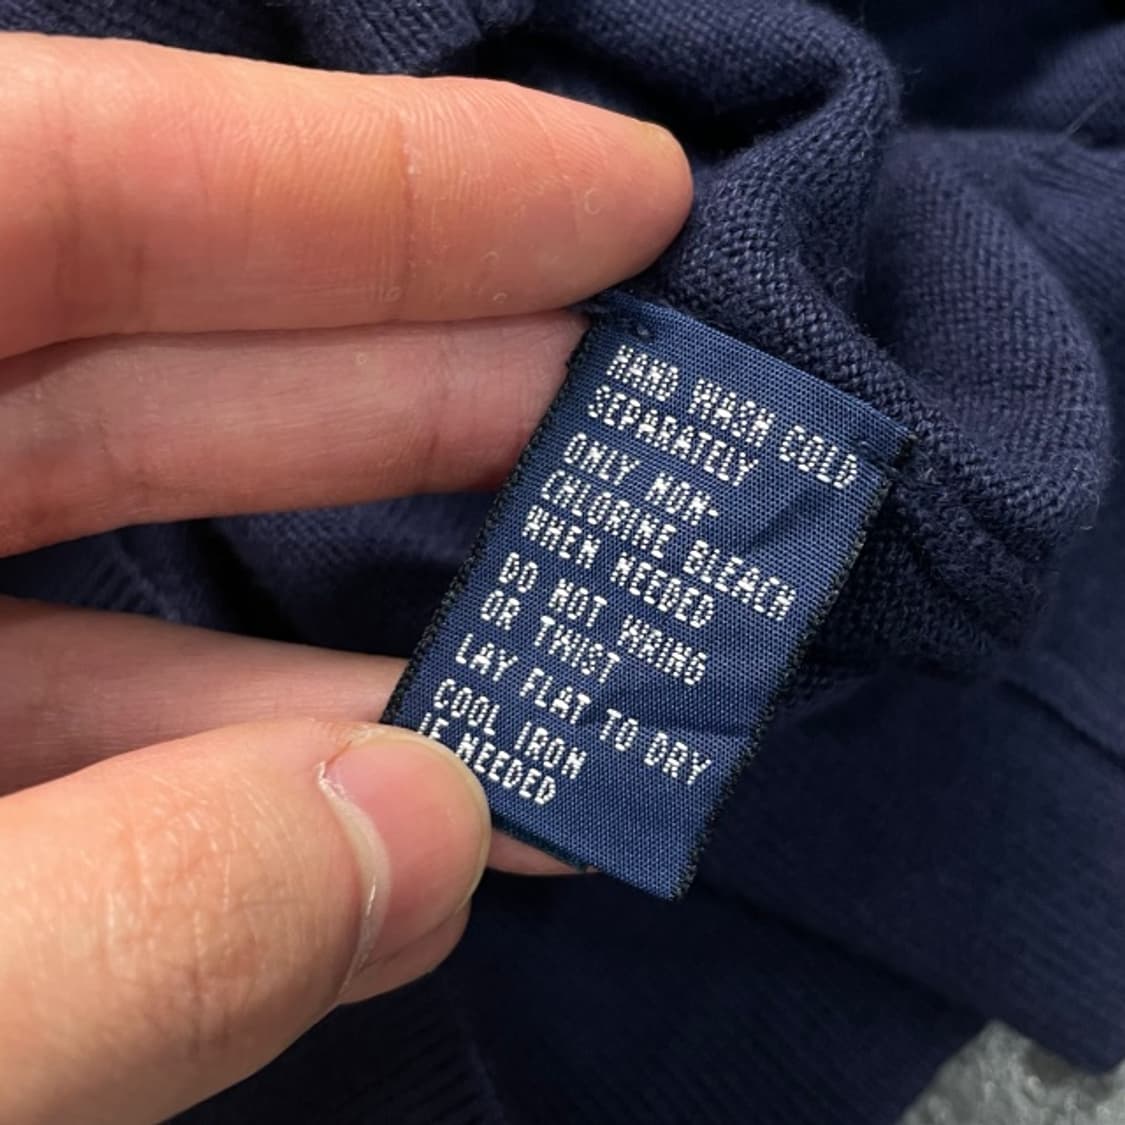 HAND WASH COLD
SEPARATELY
ONLY NON-
CHLORINE BLEACH
WHEN NEEDED
DO NOT WRING
OR TWIST
LAY FLAT TO DRY
COOL IRON
IF NEEDED